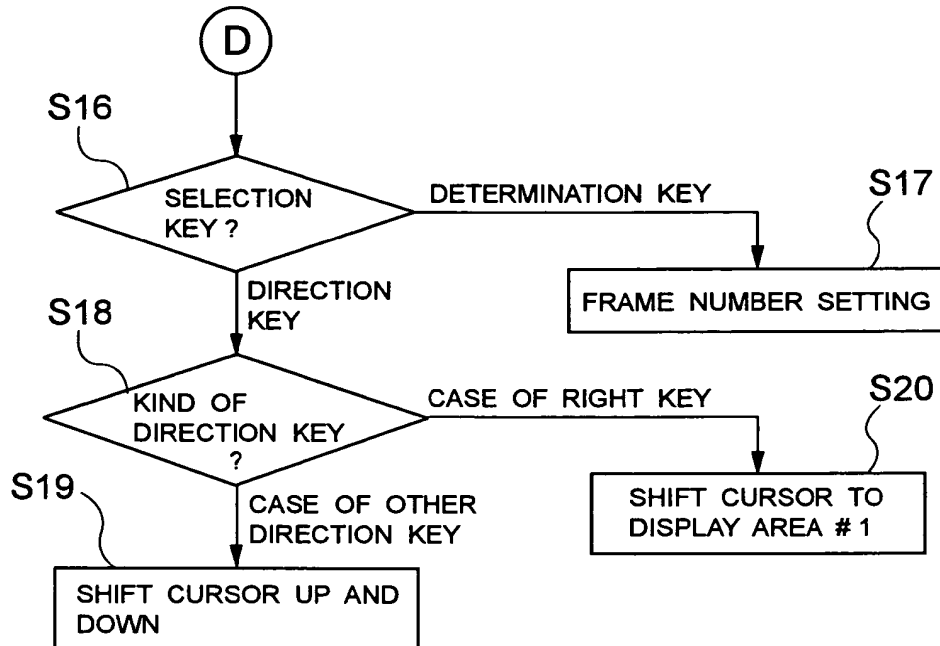 D
S16
SELECTION
KEY ?
DETERMINATION KEY
S17
FRAME NUMBER SETTING
DIRECTION
KEY
S18
KIND OF
DIRECTION KEY
?
CASE OF RIGHT KEY
S20
SHIFT CURSOR TO
DISPLAY AREA # 1
S19
CASE OF OTHER
DIRECTION KEY
SHIFT CURSOR UP AND
DOWN